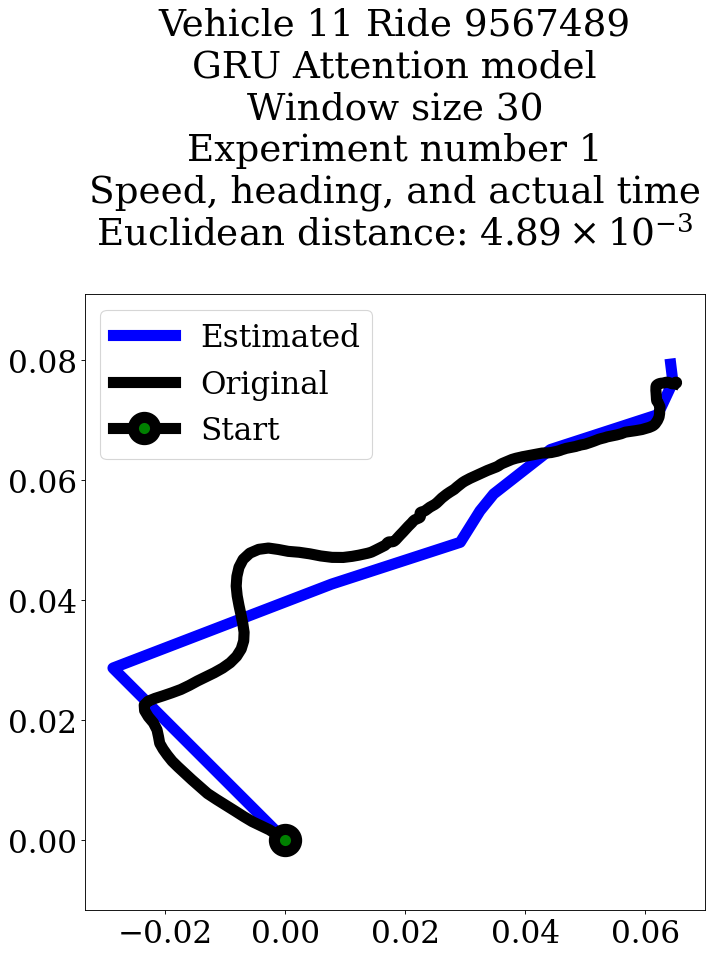 Vehicle 11 Ride 9567489
GRU Attention model
Window size 30
Experiment number 1
Speed, heading, and actual time
Euclidean distance: 4.89 × 10⁻³
Estimated
Original
Start
0.08
0.06
0.04
0.02
0.00
−0.02 0.00 0.02 0.04 0.06